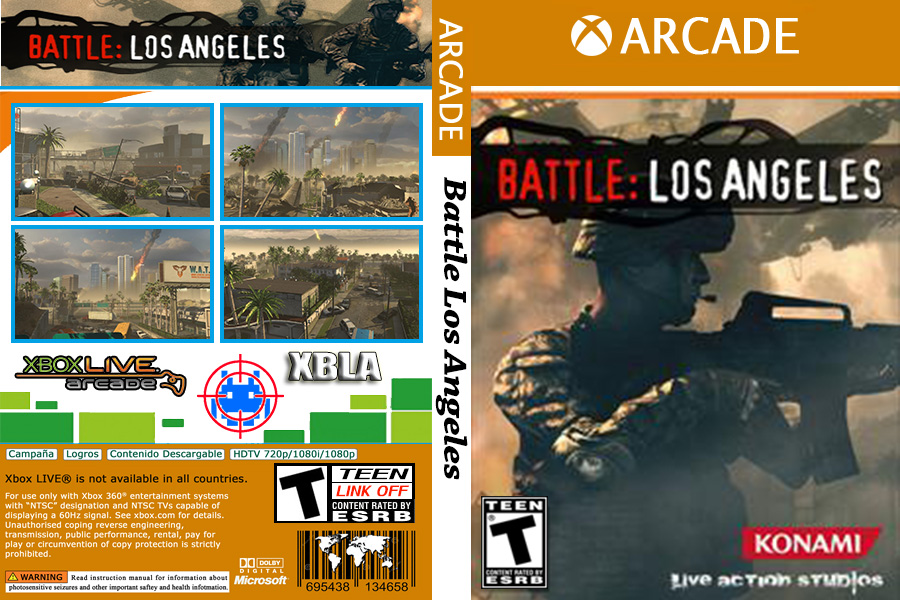 BATTLE: LOS ANGELES
W.A.T.
XBOX LIVE.
arcade
XBLA
Campaña
Logros
Contenido Descargable
HDTV 720p/1080i/1080p
Xbox LIVE® is not available in all countries.
For use only with Xbox 360® entertainment systems
with “NTSC” designation and NTSC TVs capable of
displaying a 60Hz signal. See xbox.com for details.
Unauthorised coping reverse engineering,
transmission, public performance, rental, pay for
play or circumvention of copy protection is strictly
prohibited.
WARNING Read instruction manual for information about
photosensitive seizures and other important saftey and health infotmation.
T
TEEN
LINK OFF
CONTENT RATED BY
ESRB
DOLBY
DIGITAL
Microsoft
695438 134658
ARCADE
Battle Los Angeles
ARCADE
BATTLE: LOS ANGELES
TEEN
T
CONTENT RATED BY
ESRB
KONAMI
Live action studios